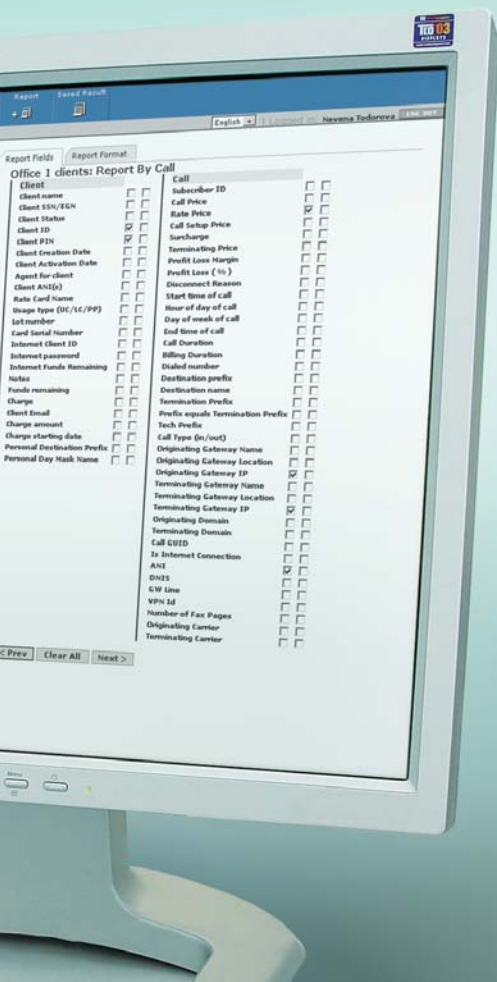 TCO 03
DISPLAYS
Report
Saved Result
English
Logged in: Nevena Todorova
LOG OUT
Report Fields
Report Format
Office 1 clients: Report By Call
Client
Client name
Client SSN/EGN
Client Status
Client ID
Client PIN
Client Creation Date
Client Activation Date
Agent for client
Client ANI(s)
Rate Card Name
Usage type (UC/LC/PP)
Lot number
Card Serial Number
Internet Client ID
Internet password
Internet Funds Remaining
Notes
Funds remaining
Charge
Client Email
Charge amount
Charge starting date
Personal Destination Prefix
Personal Day Mask Name
Call
Subscriber ID
Call Price
Rate Price
Call Setup Price
Surcharge
Terminating Price
Profit Loss Margin
Profit Loss (%)
Disconnect Reason
Start time of call
Hour of day of call
Day of week of call
End time of call
Call Duration
Billing Duration
Dialed number
Destination prefix
Destination name
Termination Prefix
Prefix equals Termination Prefix
Tech Prefix
Call Type (in/out)
Originating Gateway Name
Originating Gateway Location
Originating Gateway IP
Terminating Gateway Name
Terminating Gateway Location
Terminating Gateway IP
Originating Domain
Terminating Domain
Call GUID
Is Internet Connection
ANI
DNIS
GW Line
VPN Id
Number of Fax Pages
Originating Carrier
Terminating Carrier
< Prev
Clear All
Next >
Menu